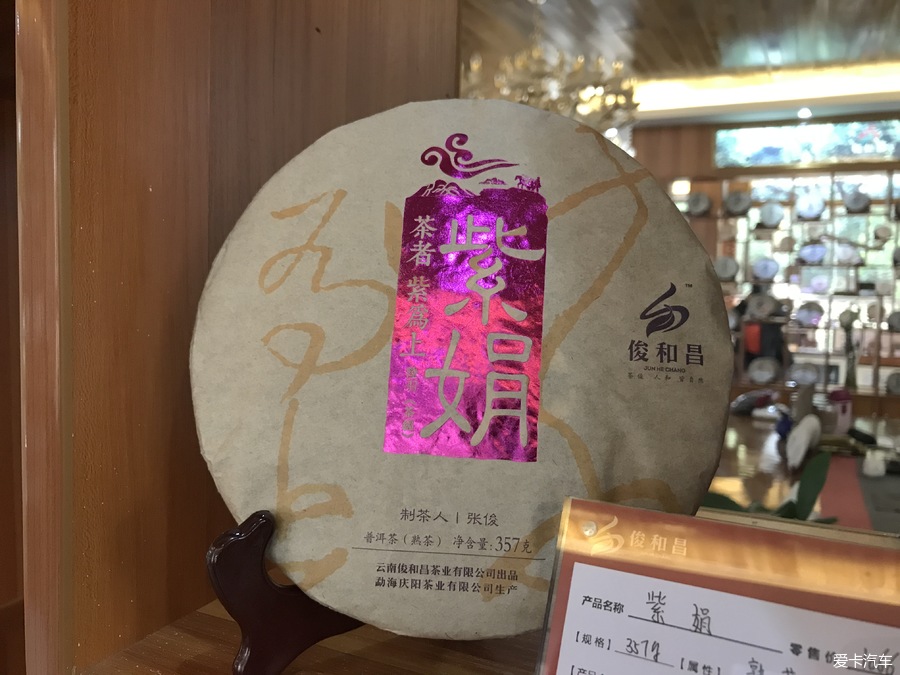 紫娟
茶者 紫為上
俊和昌
JUN HE CHANG
制茶人 | 张俊
普洱茶（熟茶） 净含量:357克
云南俊和昌茶业有限公司出品
勐海庆阳茶业有限公司生产
俊和昌
产品名称 紫娟
零售价
【规格】357g 【属性】
爱卡汽车